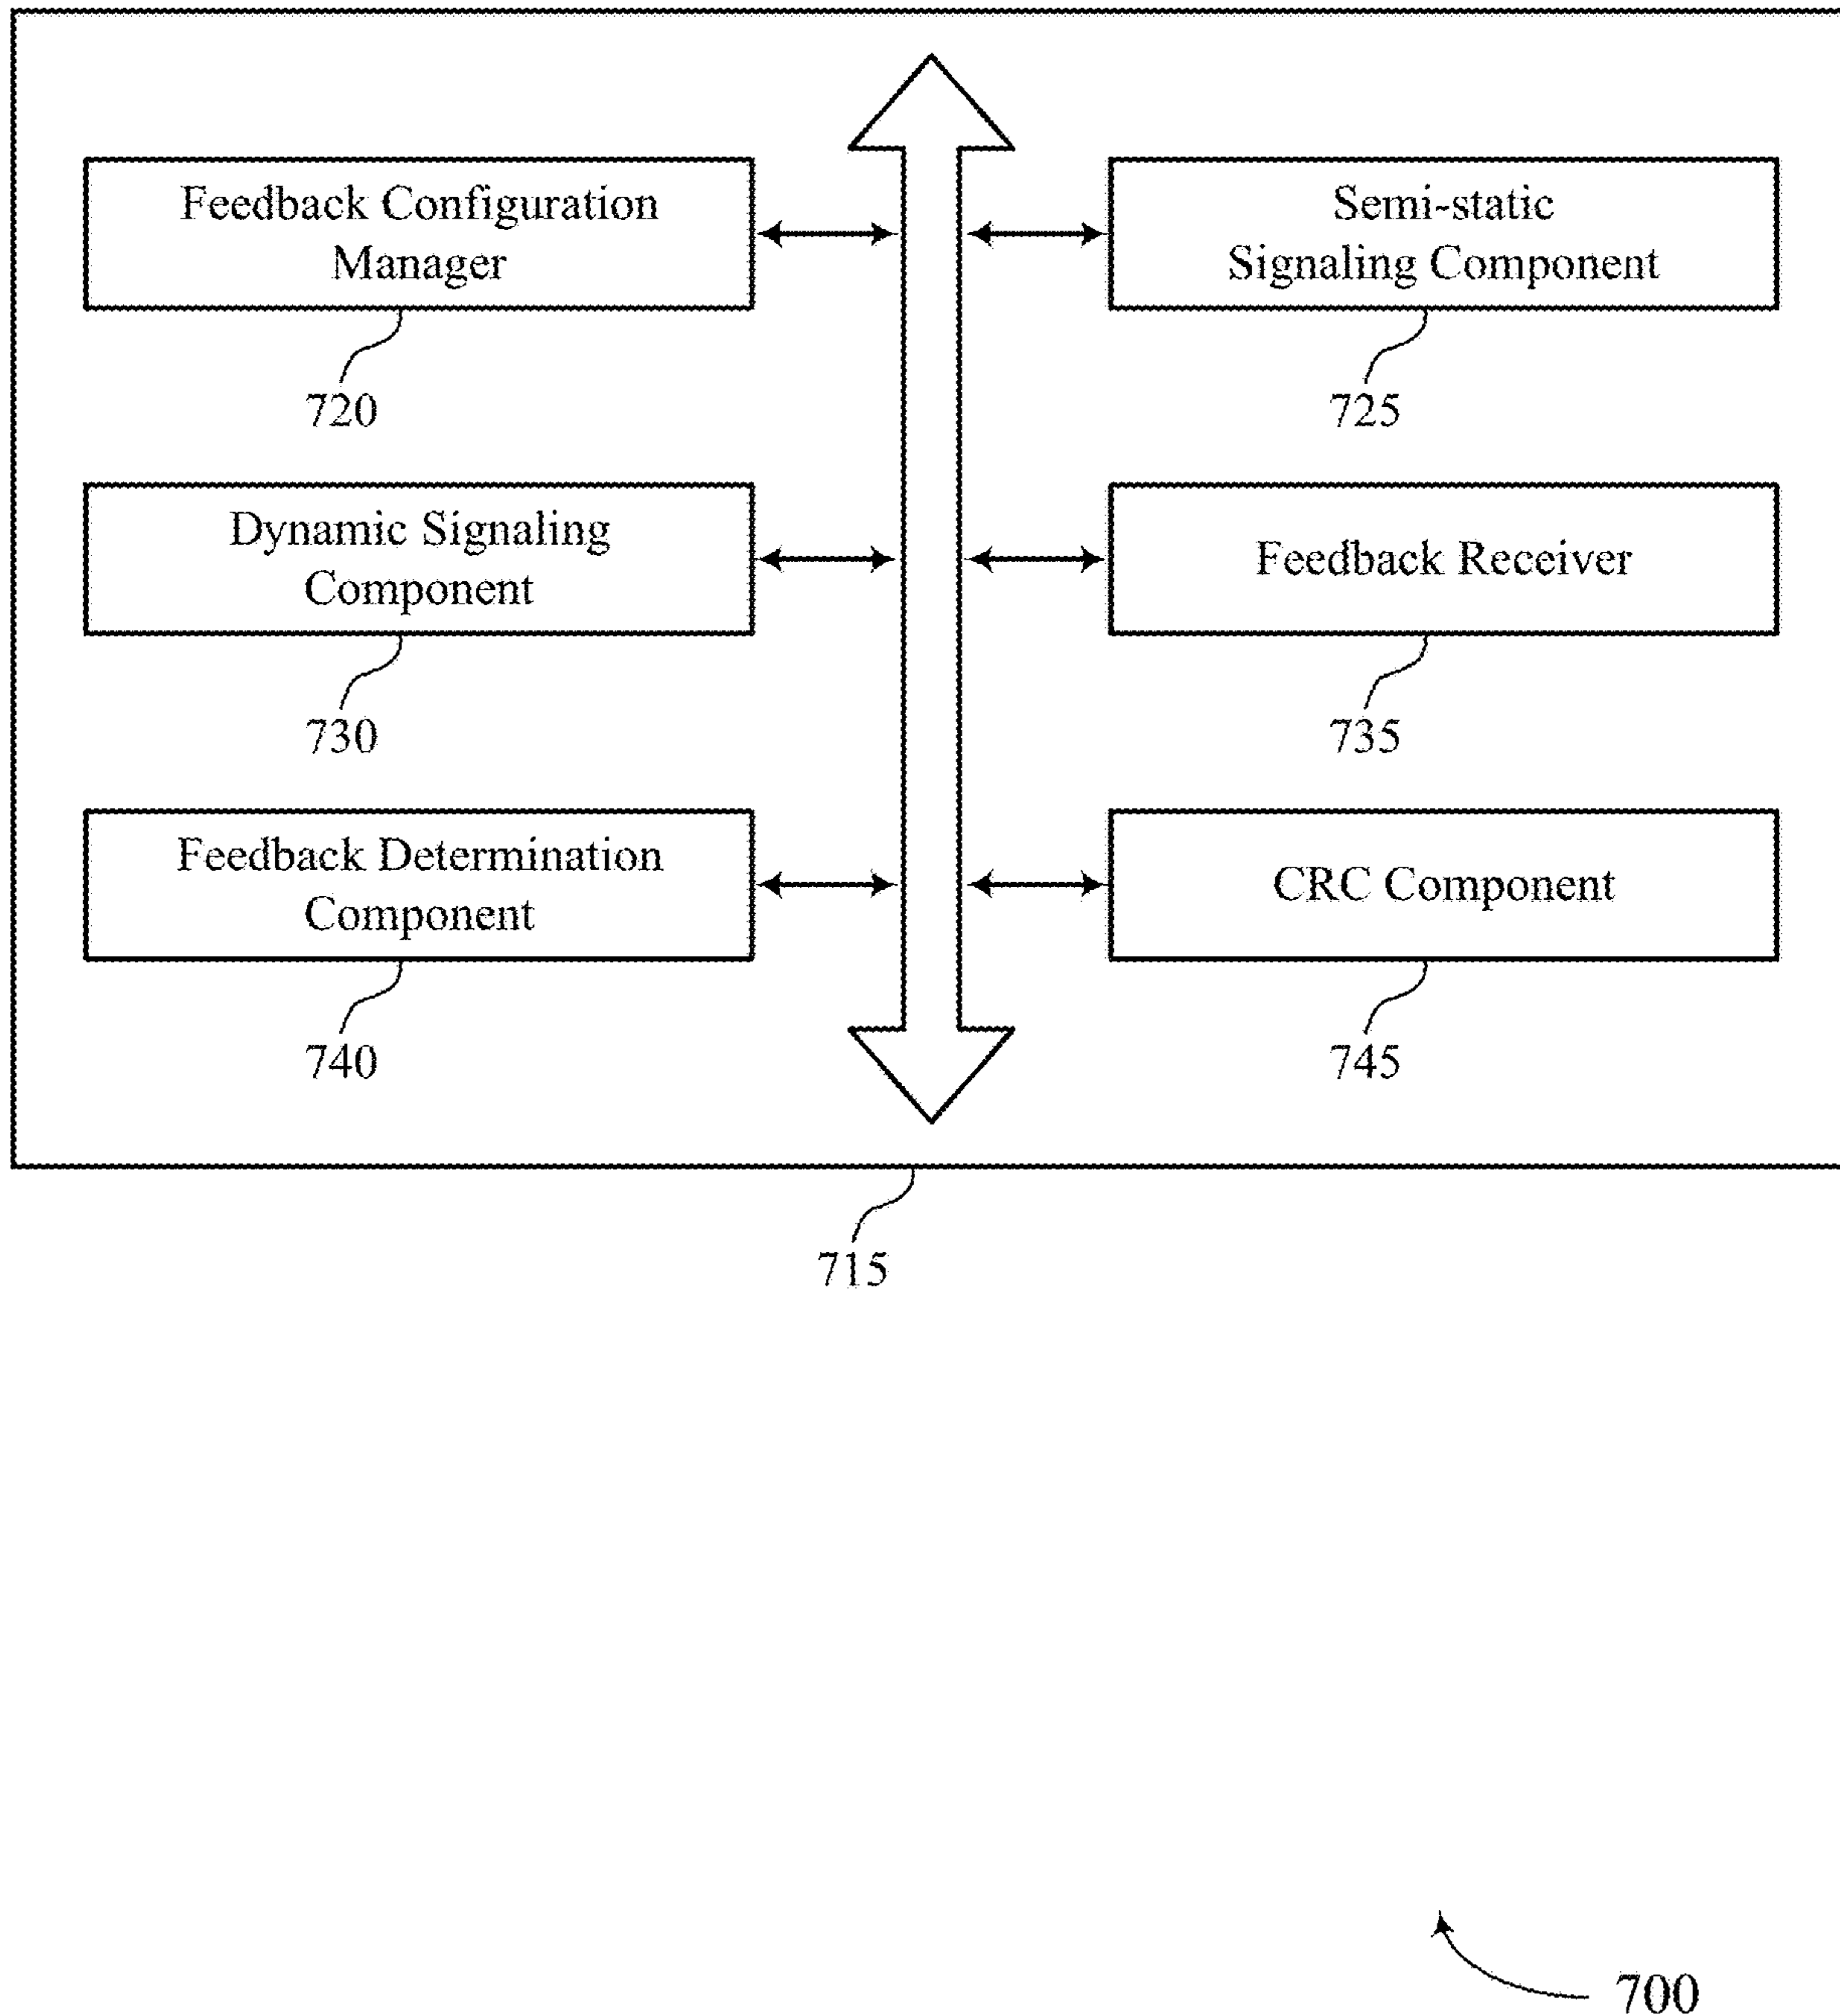 Feedback Configuration
Manager
720
Semi-static
Signaling Component
725
Dynamic Signaling
Component
730
Feedback Receiver
735
Feedback Determination
Component
740
CRC Component
745
715
700